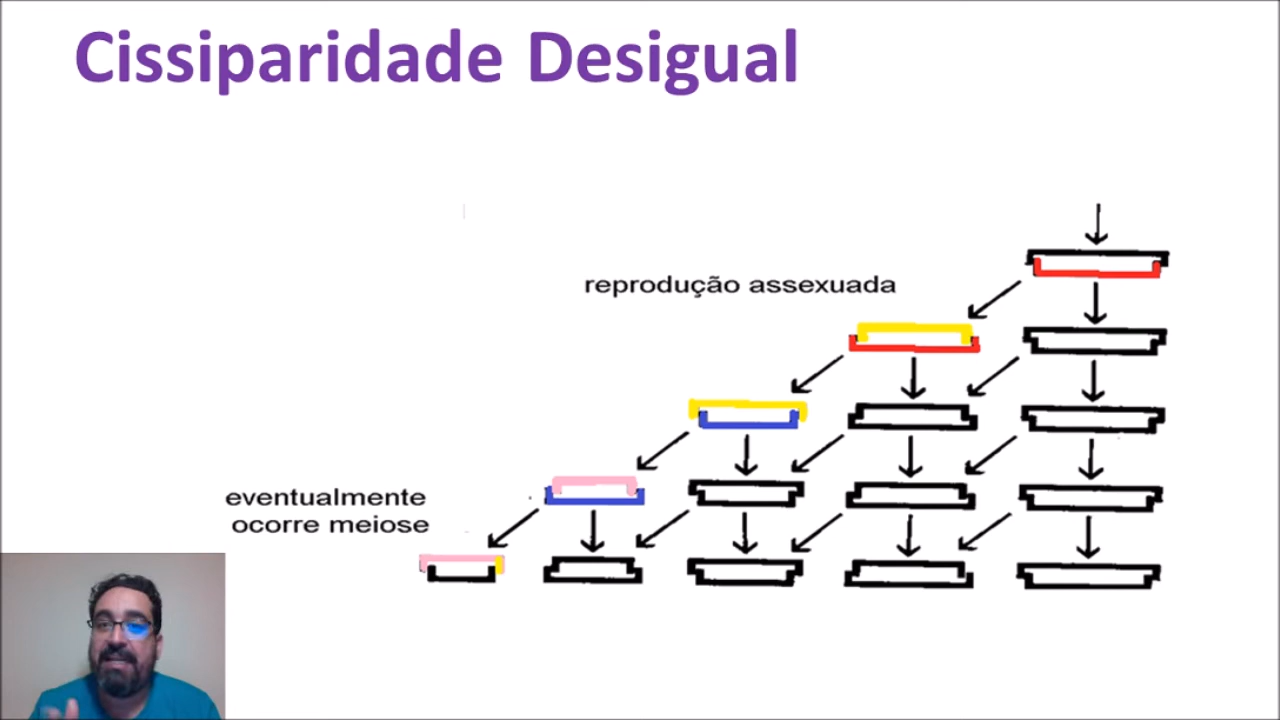 Cissiparidade Desigual
reprodução assexuada
eventualmente
ocorre meiose